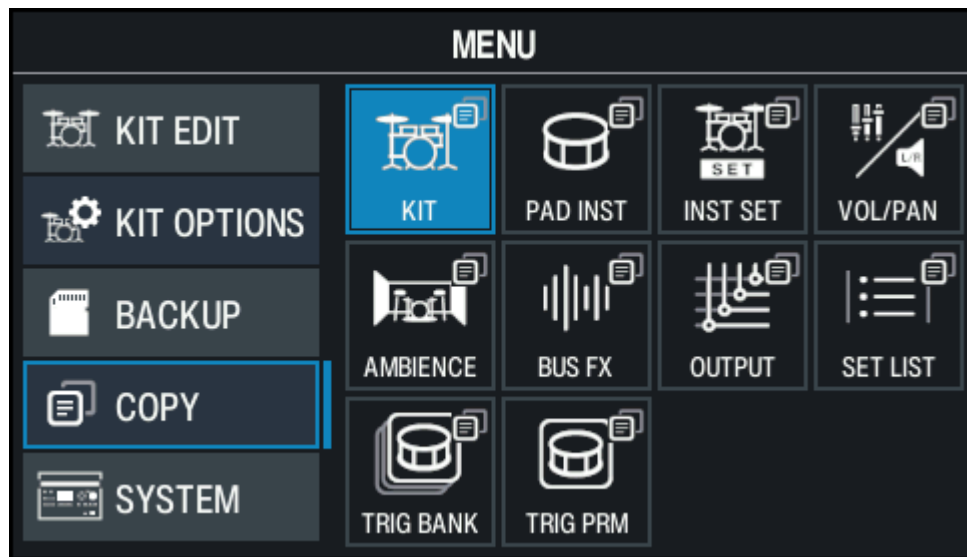 MENU
KIT EDIT
KIT OPTIONS
BACKUP
COPY
SYSTEM
KIT
PAD INST
SET
INST SET
L/R
VOL/PAN
AMBIENCE
BUS FX
OUTPUT
SET LIST
TRIG BANK
TRIG PRM